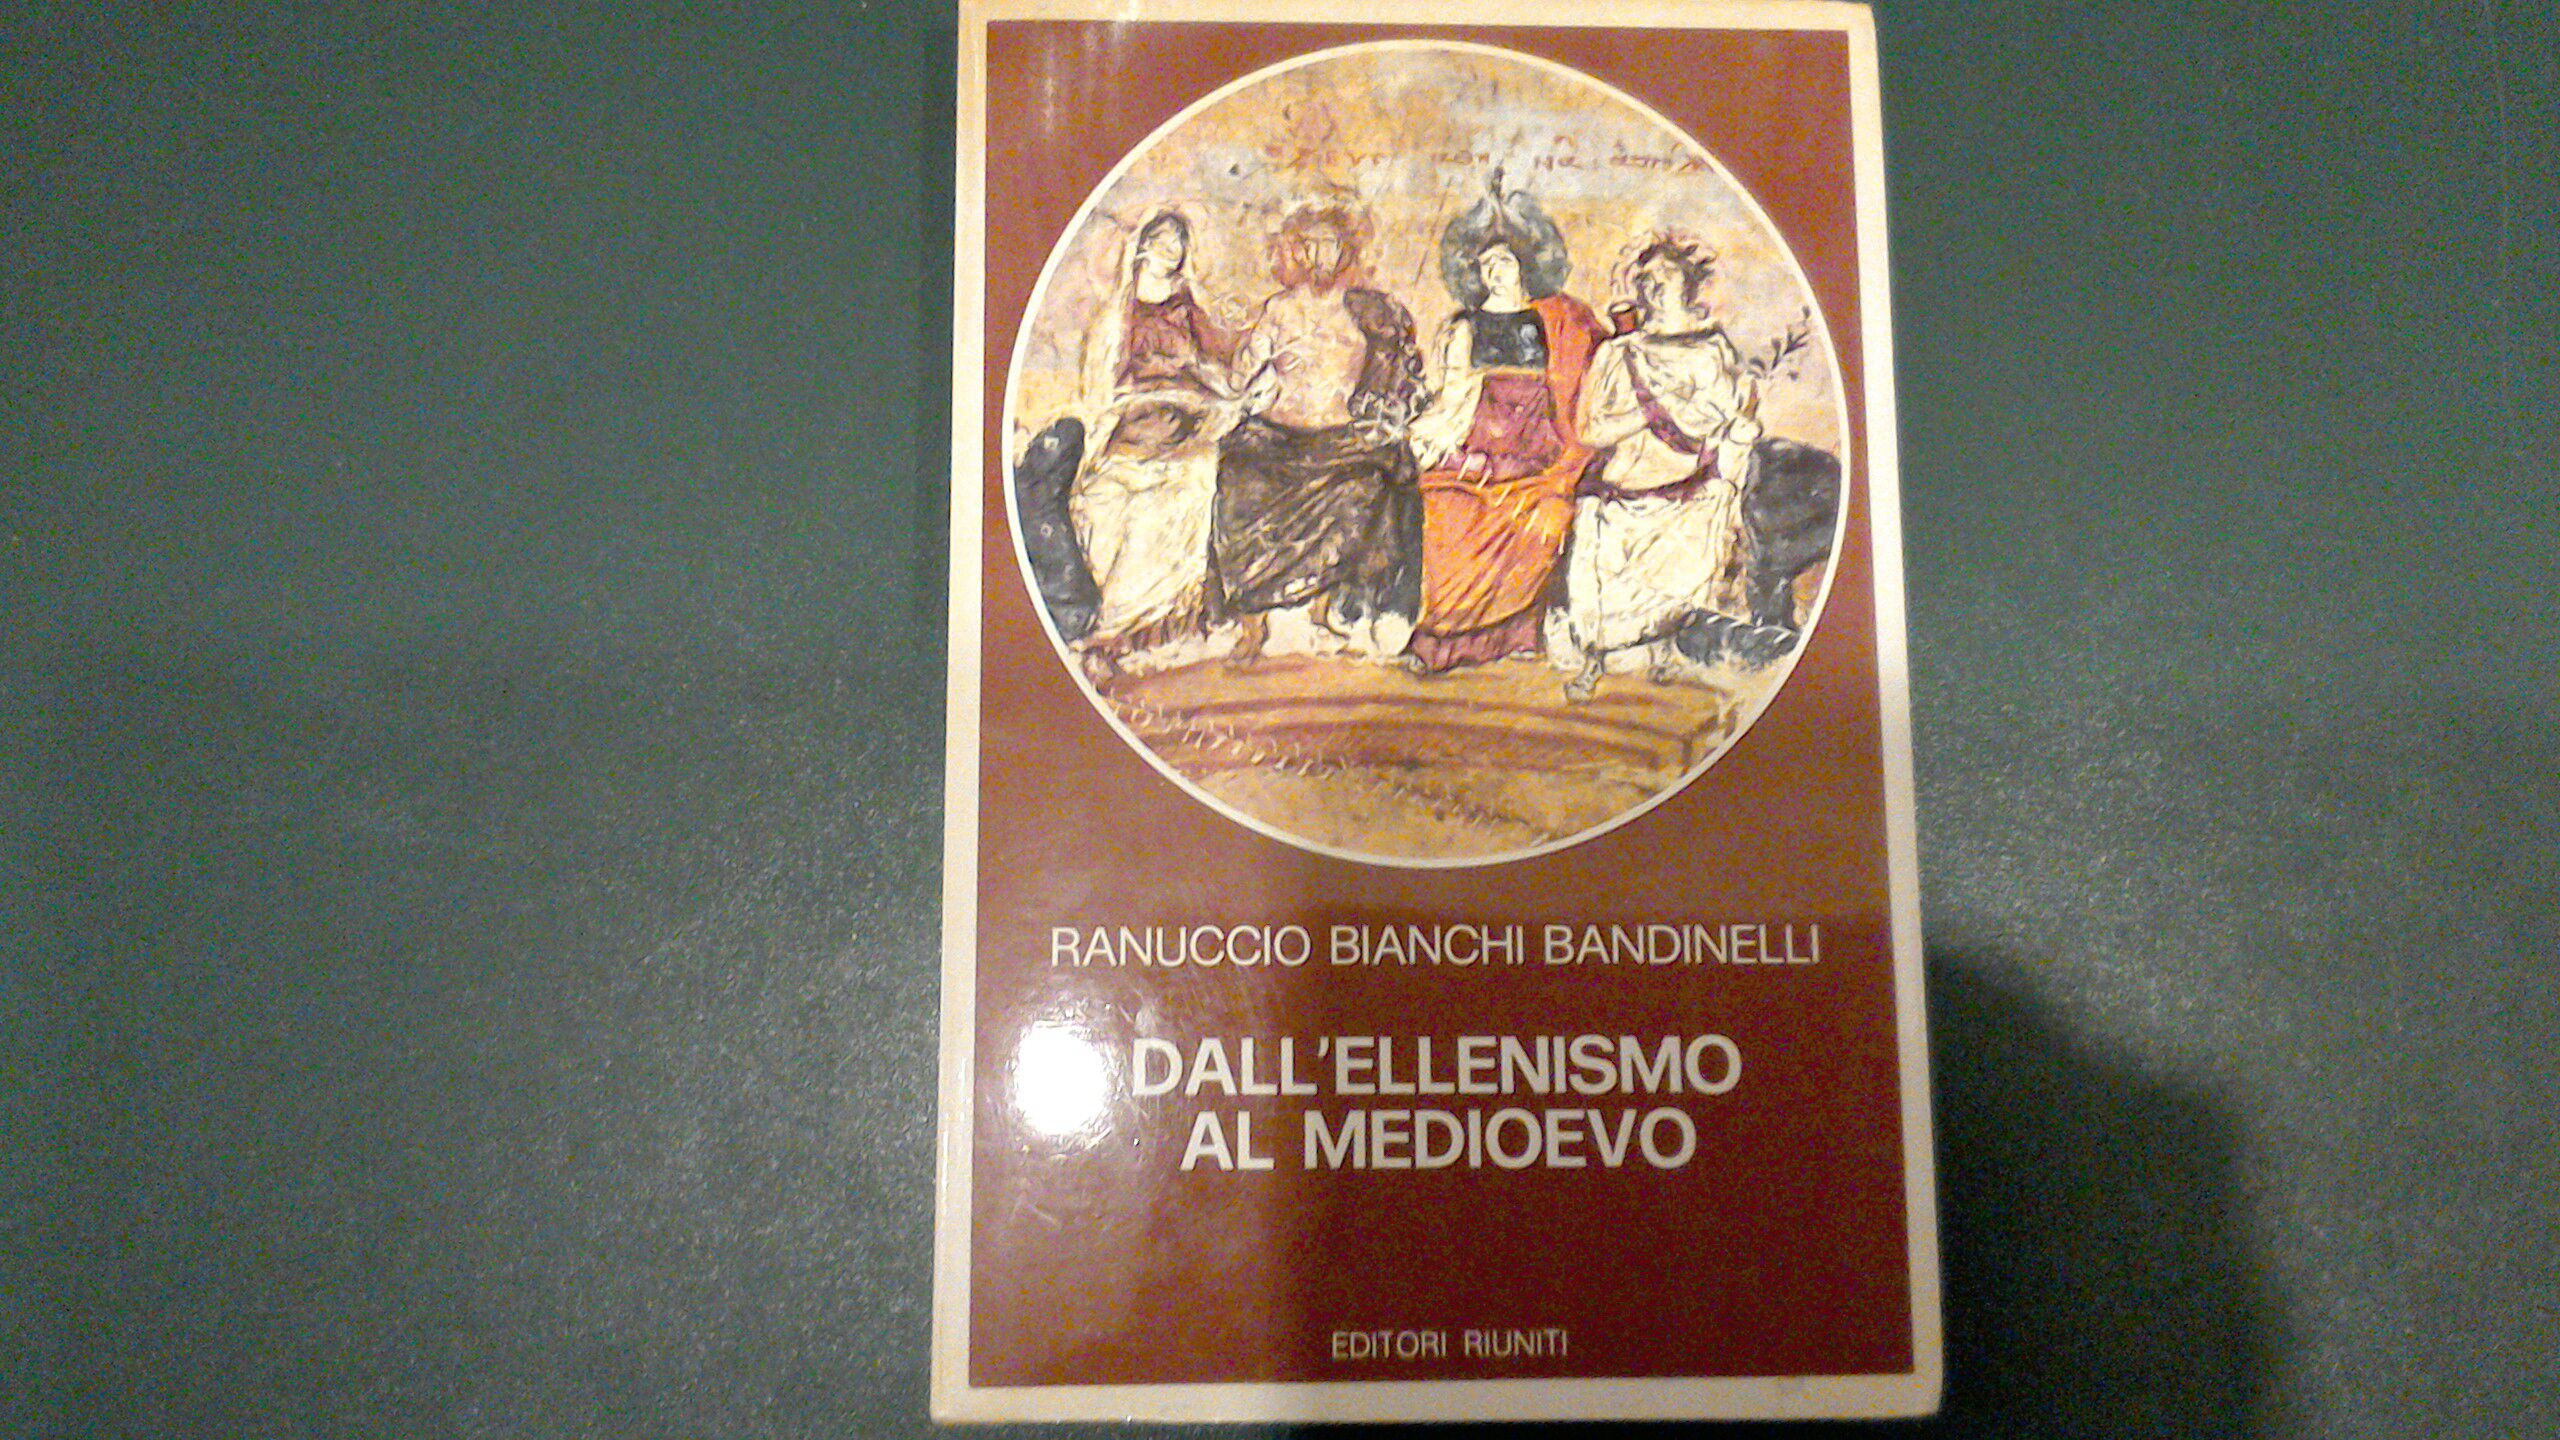 RANUCCIO BIANCHI BANDINELLI
DALL'ELLENISMO
AL MEDIOEVO
EDITORI RIUNITI